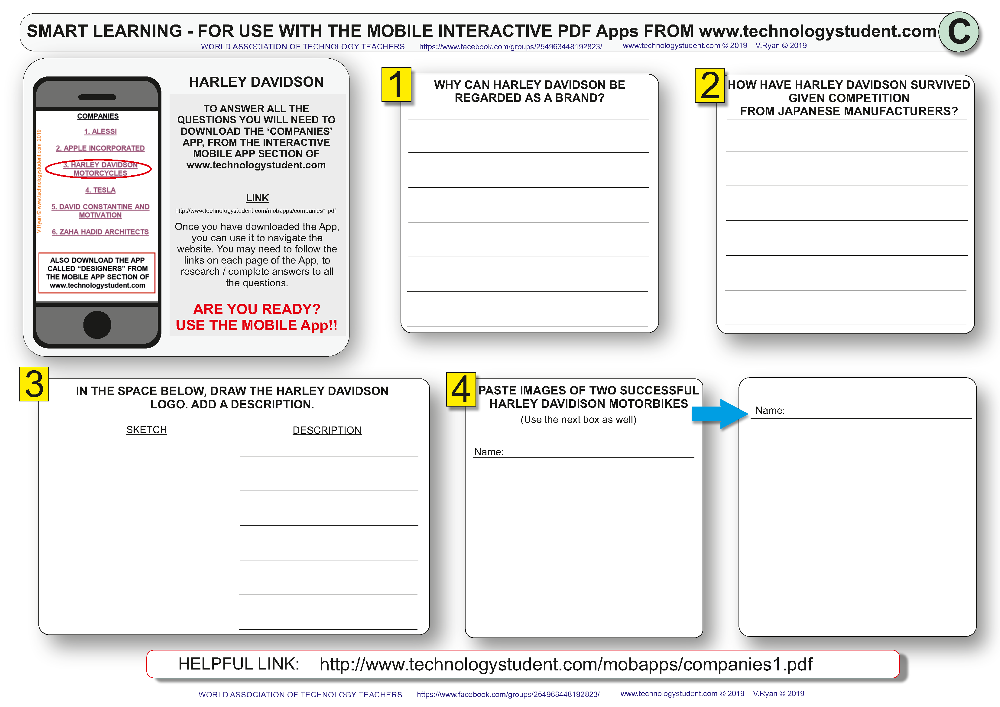 SMART LEARNING - FOR USE WITH THE MOBILE INTERACTIVE PDF Apps FROM www.technologystudent.com
C
WORLD ASSOCIATION OF TECHNOLOGY TEACHERS https://www.facebook.com/groups/254963448192823/ www.technologystudent.com © 2019 V.Ryan © 2019
COMPANIES
1. ALESSI
2. APPLE INCORPORATED
3. HARLEY DAVIDSON
MOTORCYCLES
4. TESLA
5. DAVID CONSTANTINE AND
MOTIVATION
6. ZAHA HADID ARCHITECTS
V.Ryan © www.technologystudent.com 2019
ALSO DOWNLOAD THE APP
CALLED “DESIGNERS” FROM
THE MOBILE APP SECTION OF
www.technologystudent.com
HARLEY DAVIDSON
TO ANSWER ALL THE
QUESTIONS YOU WILL NEED TO
DOWNLOAD THE ‘COMPANIES’
APP, FROM THE INTERACTIVE
MOBILE APP SECTION OF
www.technologystudent.com
LINK
http://www.technologystudent.com/mobapps/companies1.pdf
Once you have downloaded the App,
you can use it to navigate the
website. You may need to follow the
links on each page of the App, to
research / complete answers to all
the questions.
ARE YOU READY?
USE THE MOBILE App!!
1
WHY CAN HARLEY DAVIDSON BE
REGARDED AS A BRAND?
2
HOW HAVE HARLEY DAVIDSON SURVIVED
GIVEN COMPETITION
FROM JAPANESE MANUFACTURERS?
3
IN THE SPACE BELOW, DRAW THE HARLEY DAVIDSON
LOGO. ADD A DESCRIPTION.
SKETCH
DESCRIPTION
4
PASTE IMAGES OF TWO SUCCESSFUL
HARLEY DAVIDISON MOTORBIKES
(Use the next box as well)
Name:
Name:
HELPFUL LINK: http://www.technologystudent.com/mobapps/companies1.pdf
WORLD ASSOCIATION OF TECHNOLOGY TEACHERS https://www.facebook.com/groups/254963448192823/ www.technologystudent.com © 2019 V.Ryan © 2019